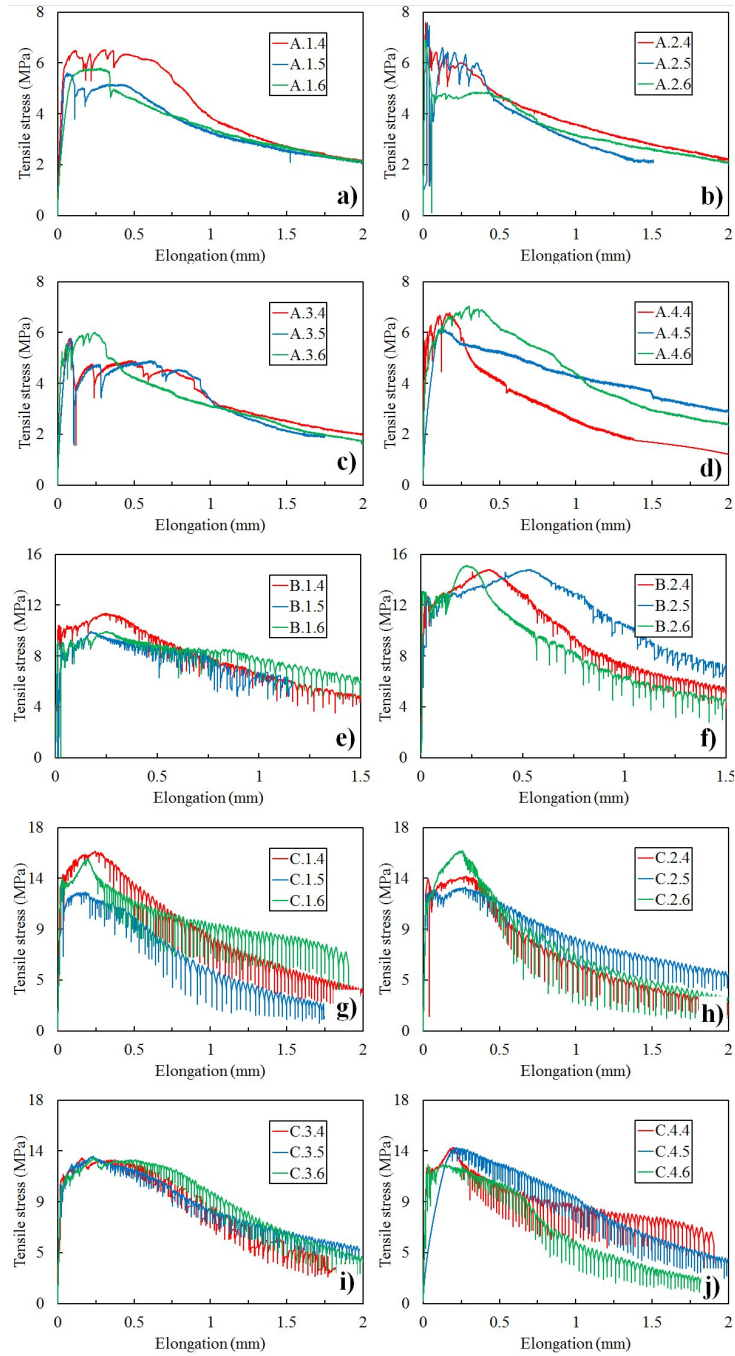 8
6
4
2
0
Tensile stress (MPa)
A.1.4
A.1.5
A.1.6
a)
0 0.5 1 1.5 2
Elongation (mm)
8
6
4
2
0
Tensile stress (MPa)
A.2.4
A.2.5
A.2.6
b)
0 0.5 1 1.5 2
Elongation (mm)
8
6
4
2
0
Tensile stress (MPa)
A.3.4
A.3.5
A.3.6
c)
0 0.5 1 1.5 2
Elongation (mm)
8
6
4
2
0
Tensile stress (MPa)
A.4.4
A.4.5
A.4.6
d)
0 0.5 1 1.5 2
Elongation (mm)
16
12
8
4
0
Tensile stress (MPa)
B.1.4
B.1.5
B.1.6
e)
0 0.5 1 1.5
Elongation (mm)
16
12
8
4
0
Tensile stress (MPa)
B.2.4
B.2.5
B.2.6
f)
0 0.5 1 1.5
Elongation (mm)
18
14
9
5
0
Tensile stress (MPa)
C.1.4
C.1.5
C.1.6
g)
0 0.5 1 1.5 2
Elongation (mm)
18
14
9
5
0
Tensile stress (MPa)
C.2.4
C.2.5
C.2.6
h)
0 0.5 1 1.5 2
Elongation (mm)
18
14
9
5
0
Tensile stress (MPa)
C.3.4
C.3.5
C.3.6
i)
0 0.5 1 1.5 2
Elongation (mm)
18
14
9
5
0
Tensile stress (MPa)
C.4.4
C.4.5
C.4.6
j)
0 0.5 1 1.5 2
Elongation (mm)